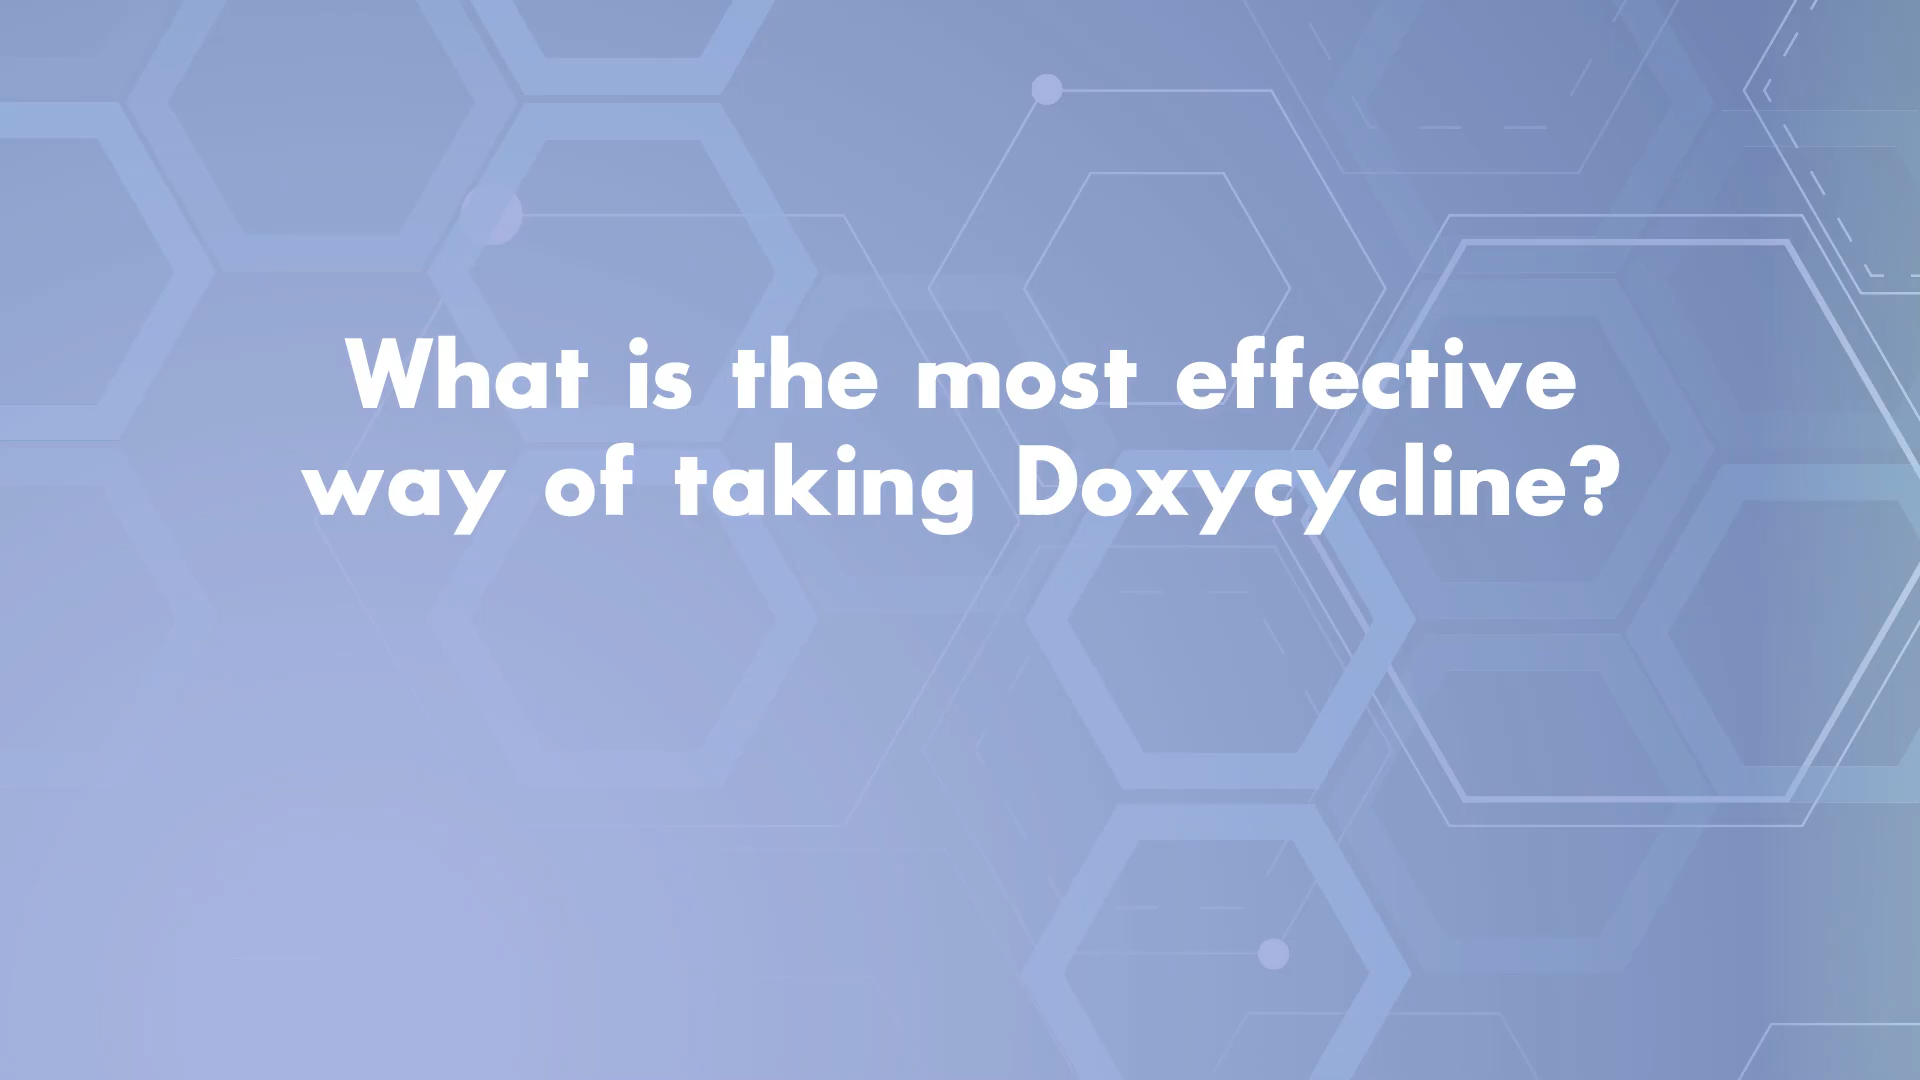 What is the most effective
way of taking Doxycycline?